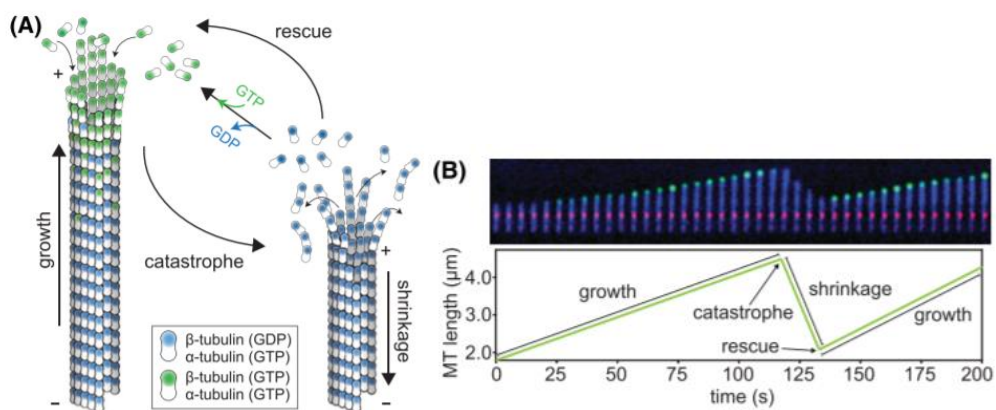 (A)
rescue
+
GTP
GDP
growth
catastrophe
+
shrinkage
β-tubulin (GDP)
α-tubulin (GTP)
β-tubulin (GTP)
α-tubulin (GTP)
–
–
(B)
MT length (μm)
4.0
3.0
2.0
growth
catastrophe
shrinkage
rescue
growth
0 25 50 75 100 125 150 175 200
time (s)